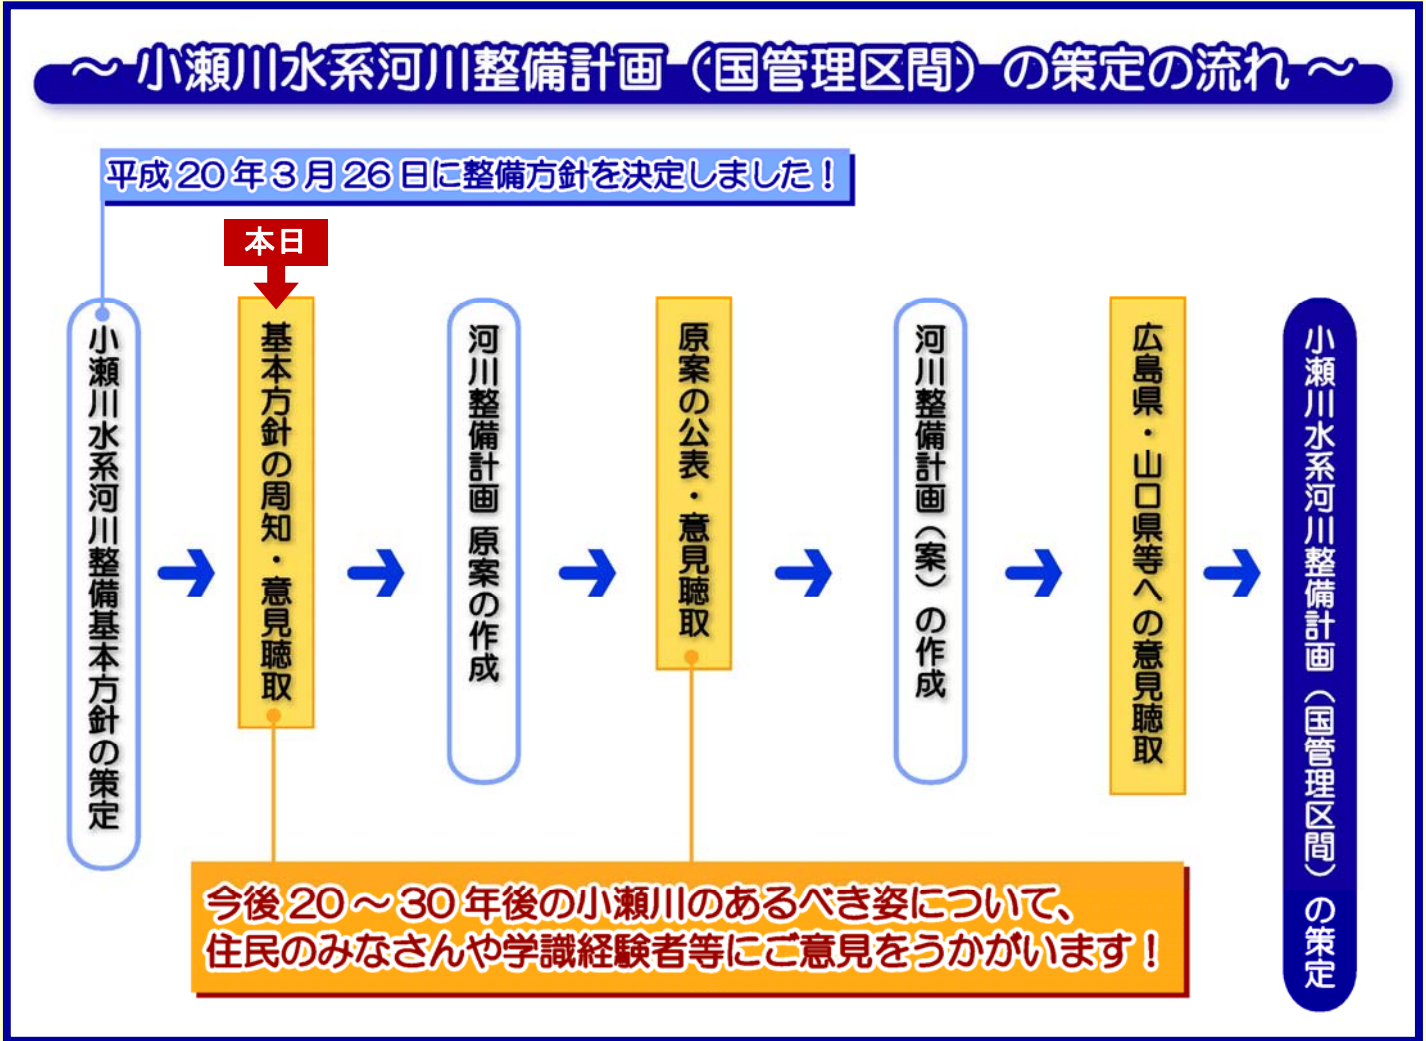 ～ 小瀬川水系河川整備計画（国管理区間）の策定の流れ ～
平成 20 年 3 月 26 日に整備方針を決定しました！
本日
小瀬川水系河川整備基本方針の策定
基本方針の周知・意見聴取
河川整備計画 原案の作成
原案の公表・意見聴取
河川整備計画（案）の作成
広島県・山口県等への意見聴取
小瀬川水系河川整備計画（国管理区間）の策定
今後 20 ～ 30 年後の小瀬川のあるべき姿について、
住民のみなさんや学識経験者等にご意見をうかがいます！